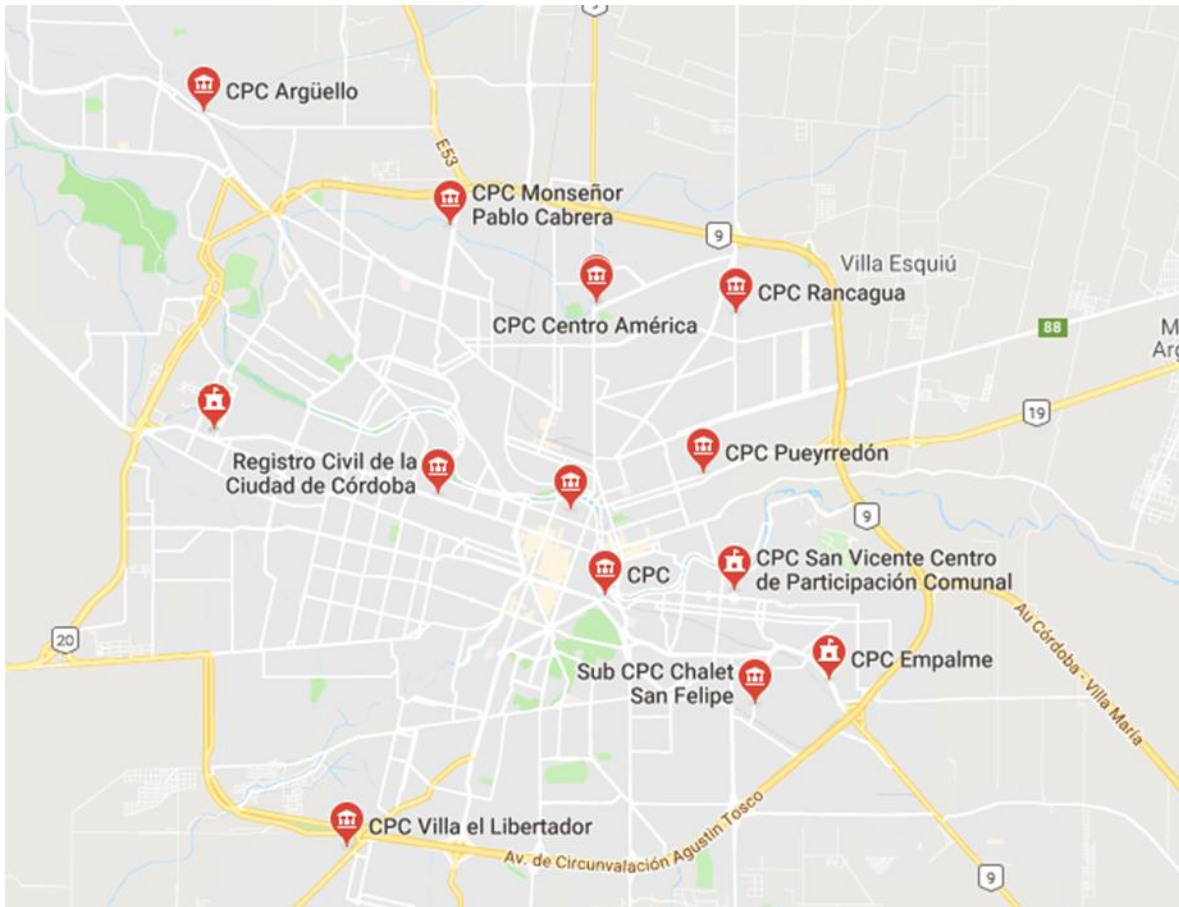 CPC Argüello
E53
CPC Monseñor
Pablo Cabrera
9
Villa Esquiú
CPC Rancagua
CPC Centro América
88
19
Registro Civil de la
Ciudad de Córdoba
CPC Pueyrredón
9
CPC San Vicente Centro
de Participación Comunal
CPC
Au Córdoba - Villa María
20
CPC Empalme
Sub CPC Chalet
San Felipe
CPC Villa el Libertador
Av. de Circunvalación Agustín Tosco
9